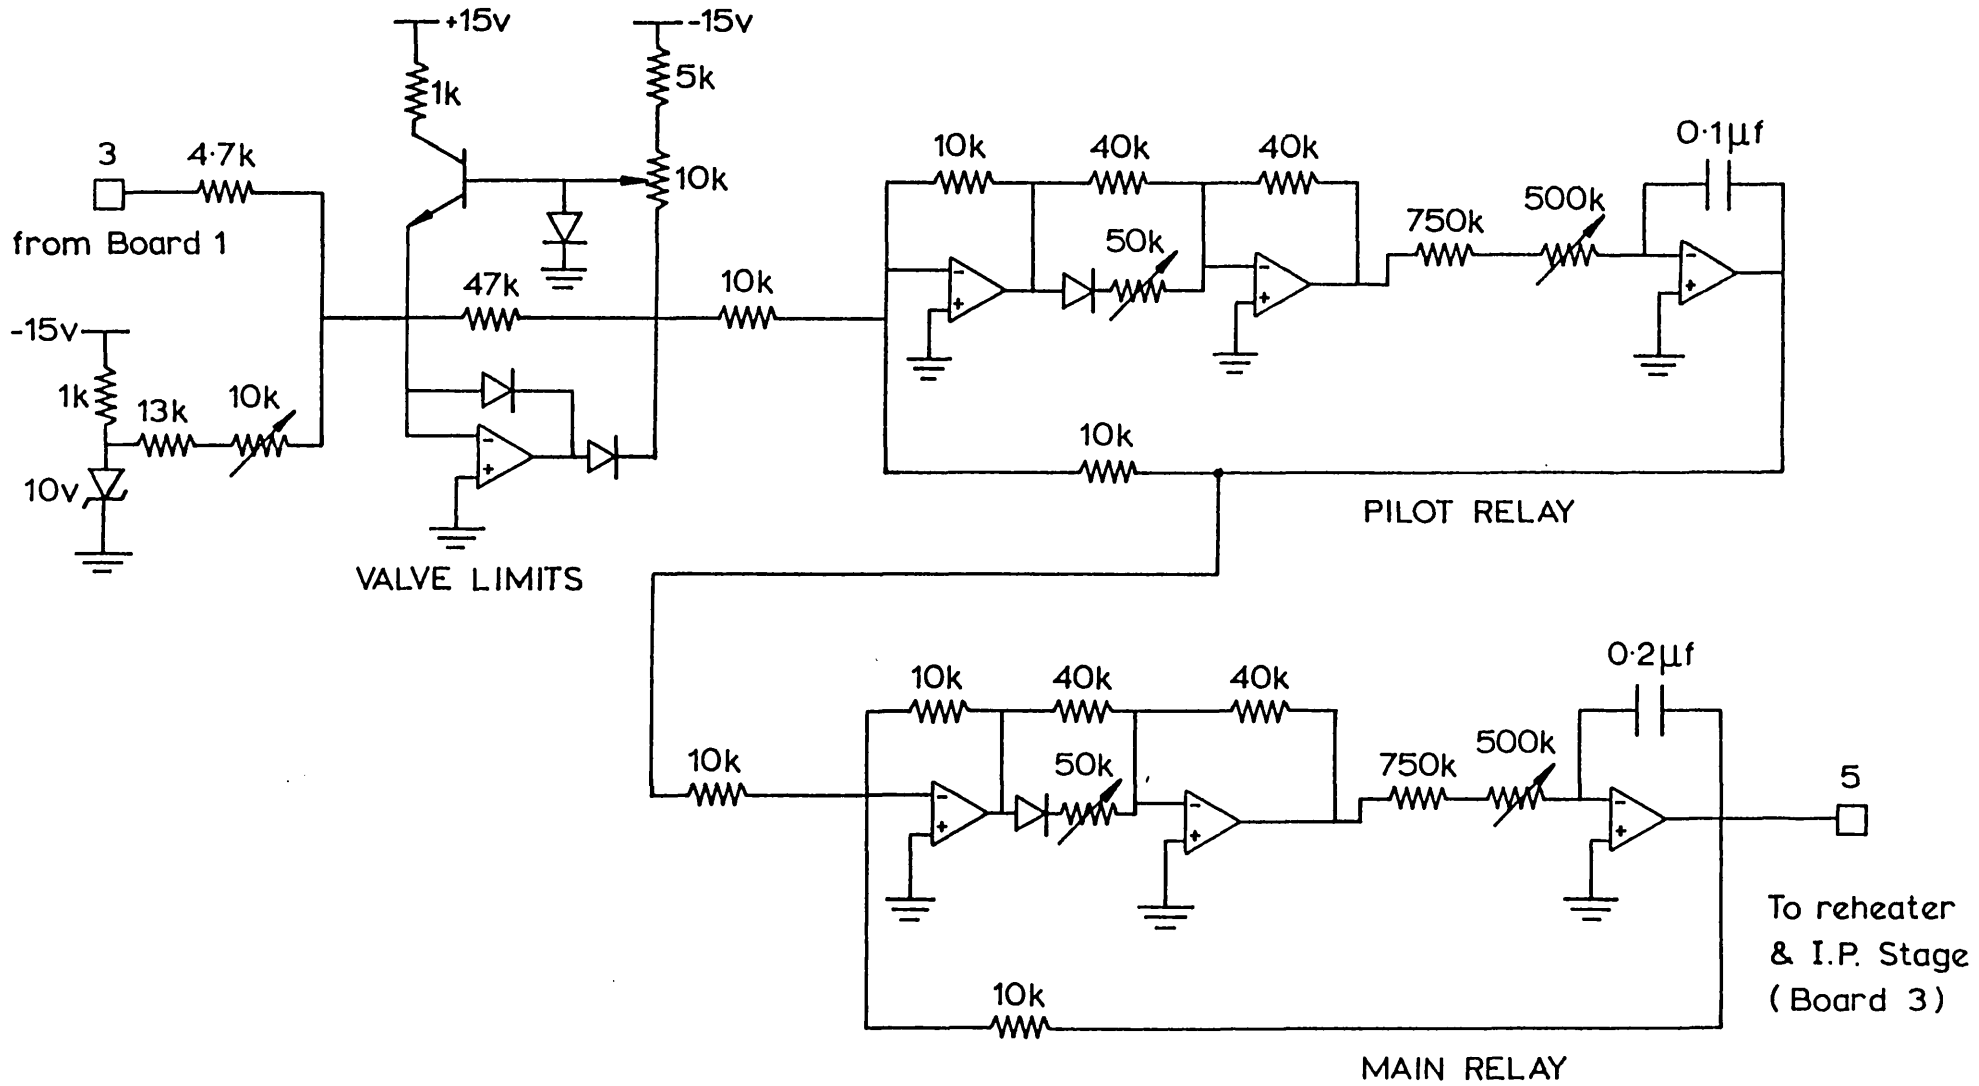 +15v
-15v
1k
5k
3
4·7k
10k
from Board 1
47k
10k
-15v
1k
13k
10k
10v
-
+
VALVE LIMITS
10k
40k
40k
0·1µf
50k
750k
500k
-
+
-
+
-
+
10k
PILOT RELAY
10k
10k
40k
40k
0·2µf
50k
750k
500k
-
+
-
+
-
+
5
To reheater
& I.P. Stage
(Board 3)
10k
MAIN RELAY